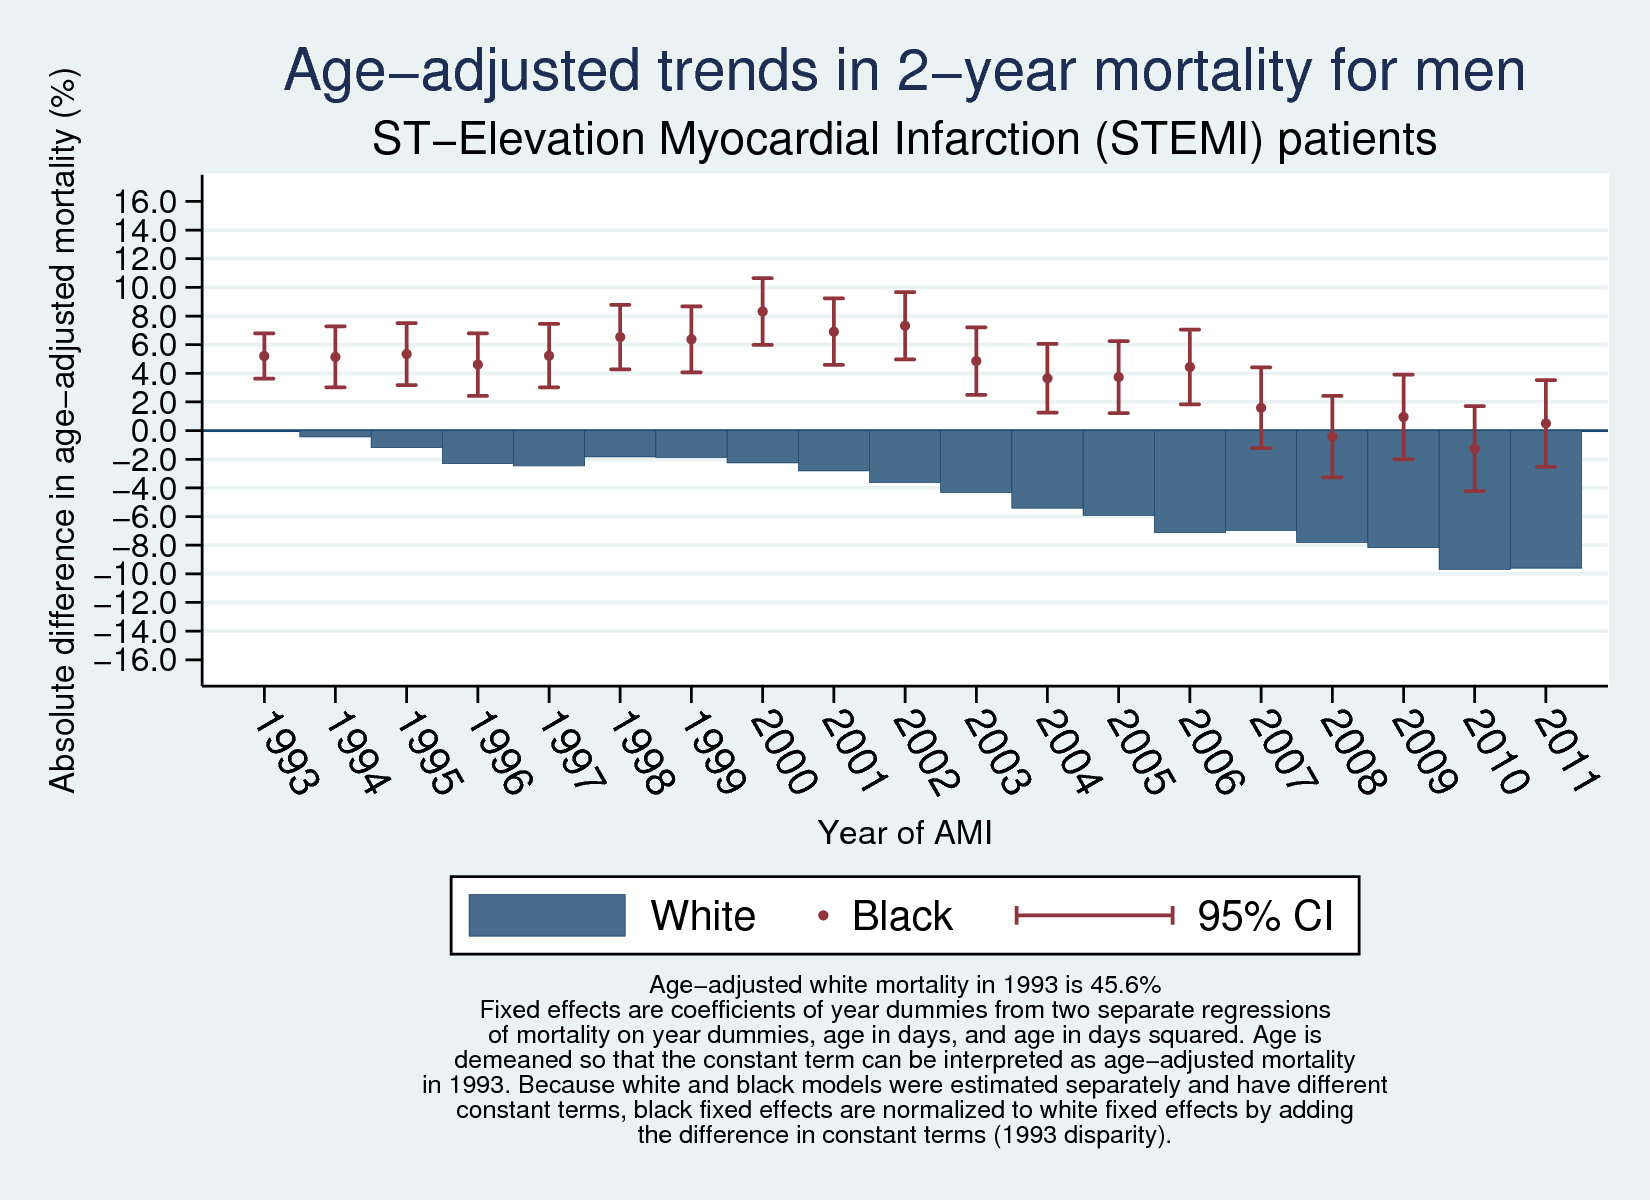 Age−adjusted trends in 2−year mortality for men
ST−Elevation Myocardial Infarction (STEMI) patients
Absolute difference in age−adjusted mortality (%)
16.0
14.0
12.0
10.0
8.0
6.0
4.0
2.0
0.0
−2.0
−4.0
−6.0
−8.0
−10.0
−12.0
−14.0
−16.0
1993 1994 1995 1996 1997 1998 1999 2000 2001 2002 2003 2004 2005 2006 2007 2008 2009 2010 2011
Year of AMI
White Black 95% CI
Age−adjusted white mortality in 1993 is 45.6%
Fixed effects are coefficients of year dummies from two separate regressions
of mortality on year dummies, age in days, and age in days squared. Age is
demeaned so that the constant term can be interpreted as age−adjusted mortality
in 1993. Because white and black models were estimated separately and have different
constant terms, black fixed effects are normalized to white fixed effects by adding
the difference in constant terms (1993 disparity).